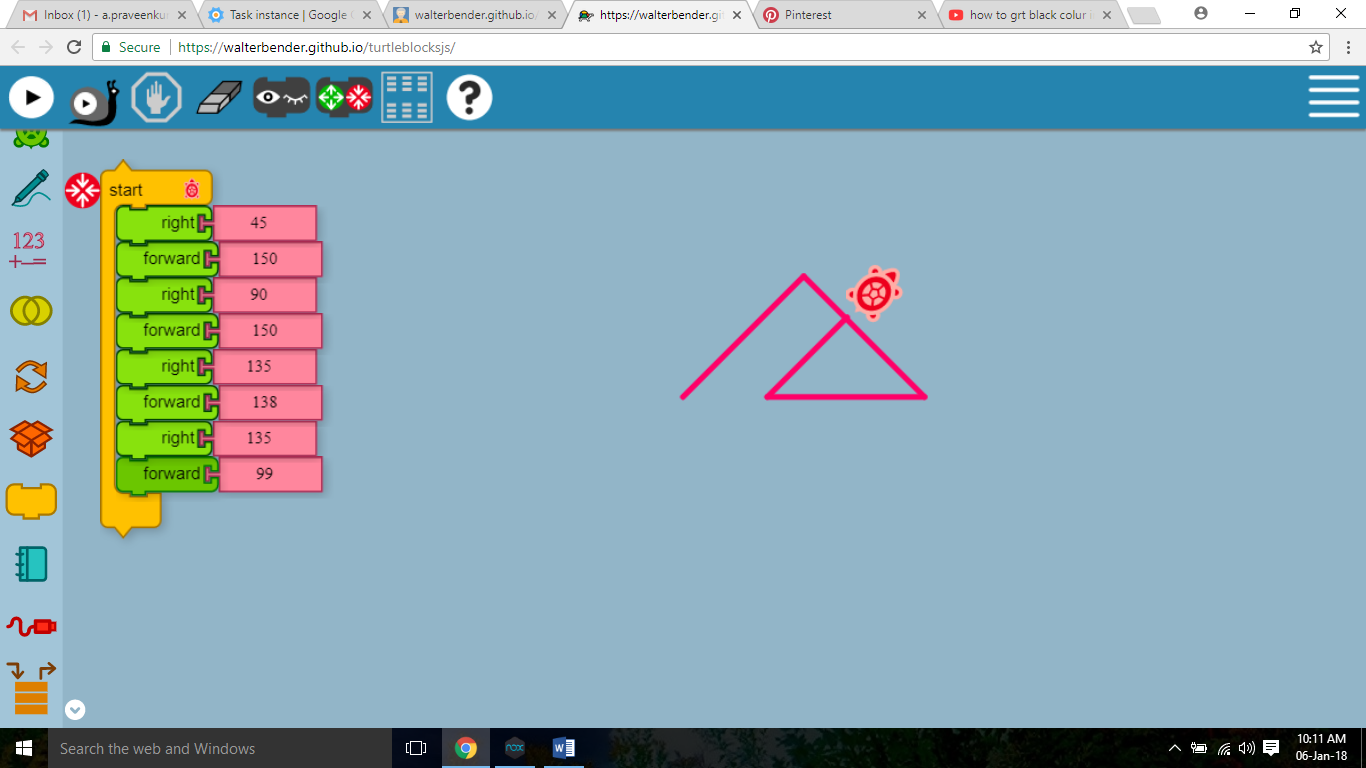 Inbox (1) - a.praveenku
Task instance | Google
walterbender.github.io/
https://walterbender.gi
Pinterest
how to grt black colur
Secure https://walterbender.github.io/turtleblocksjs/
?
start
right 45
forward 150
right 90
forward 150
right 135
forward 138
right 135
forward 99
123
+-=
Search the web and Windows
nox
W
10:11 AM
06-Jan-18